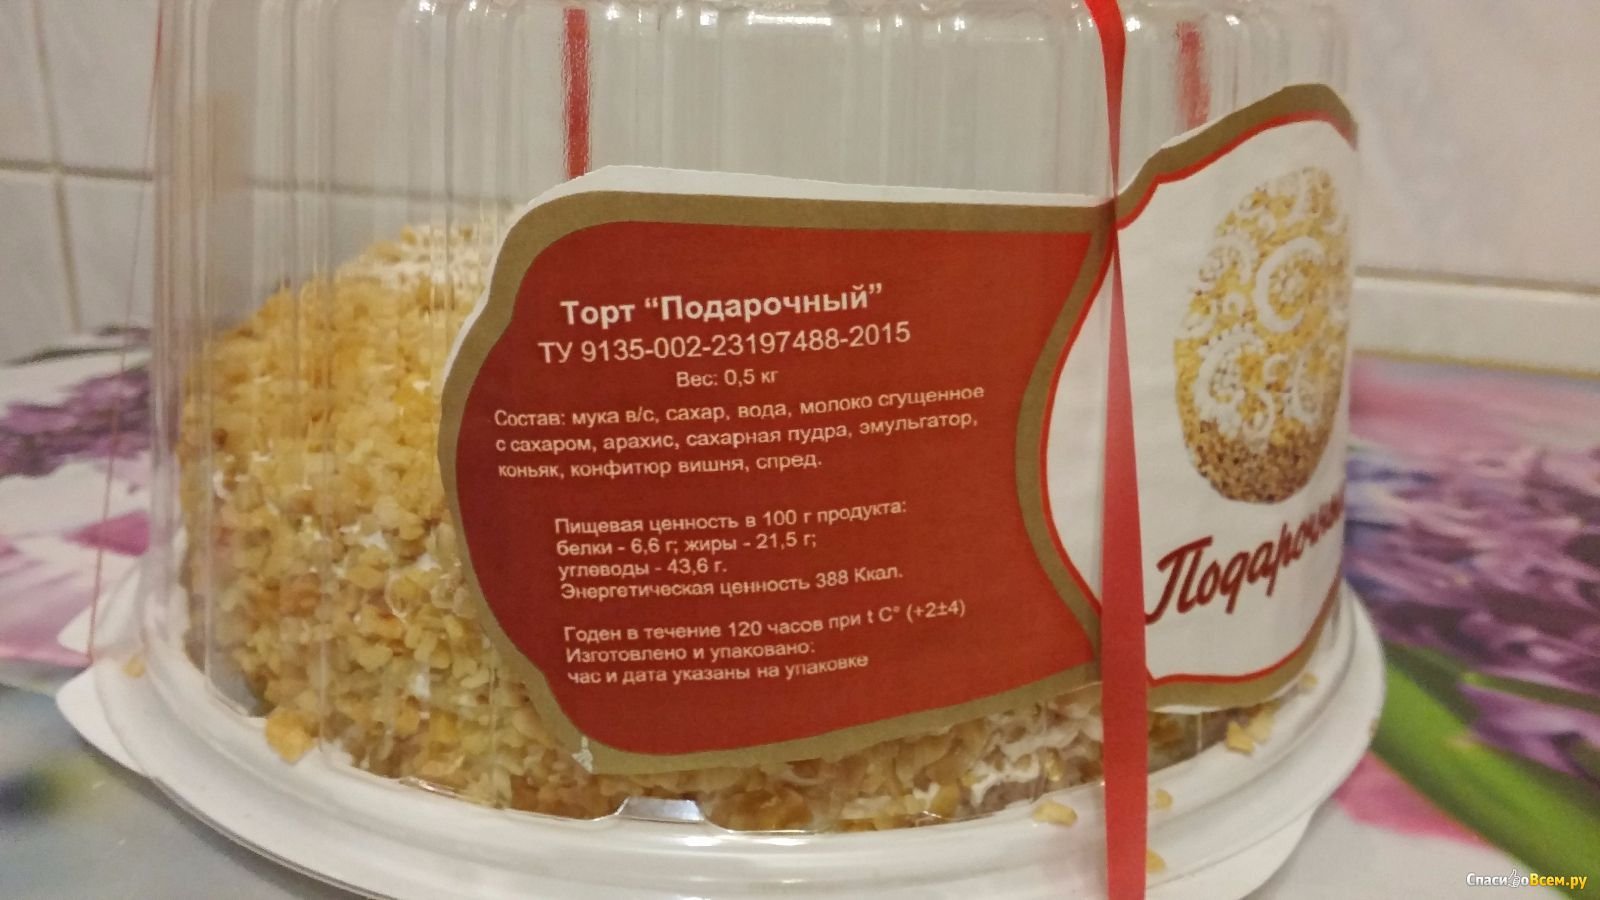 Торт “Подарочный”
ТУ 9135-002-23197488-2015
Вес: 0,5 кг
Состав: мука в/с, сахар, вода, молоко сгущенное
с сахаром, арахис, сахарная пудра, эмульгатор,
коньяк, конфитюр вишня, спред.
Пищевая ценность в 100 г продукта:
белки - 6,6 г; жиры - 21,5 г;
углеводы - 43,6 г.
Энергетическая ценность 388 Ккал.
Годен в течение 120 часов при t C° (+2±4)
Изготовлено и упаковано:
час и дата указаны на упаковке
Подарочный
СпасибоВсем.ру